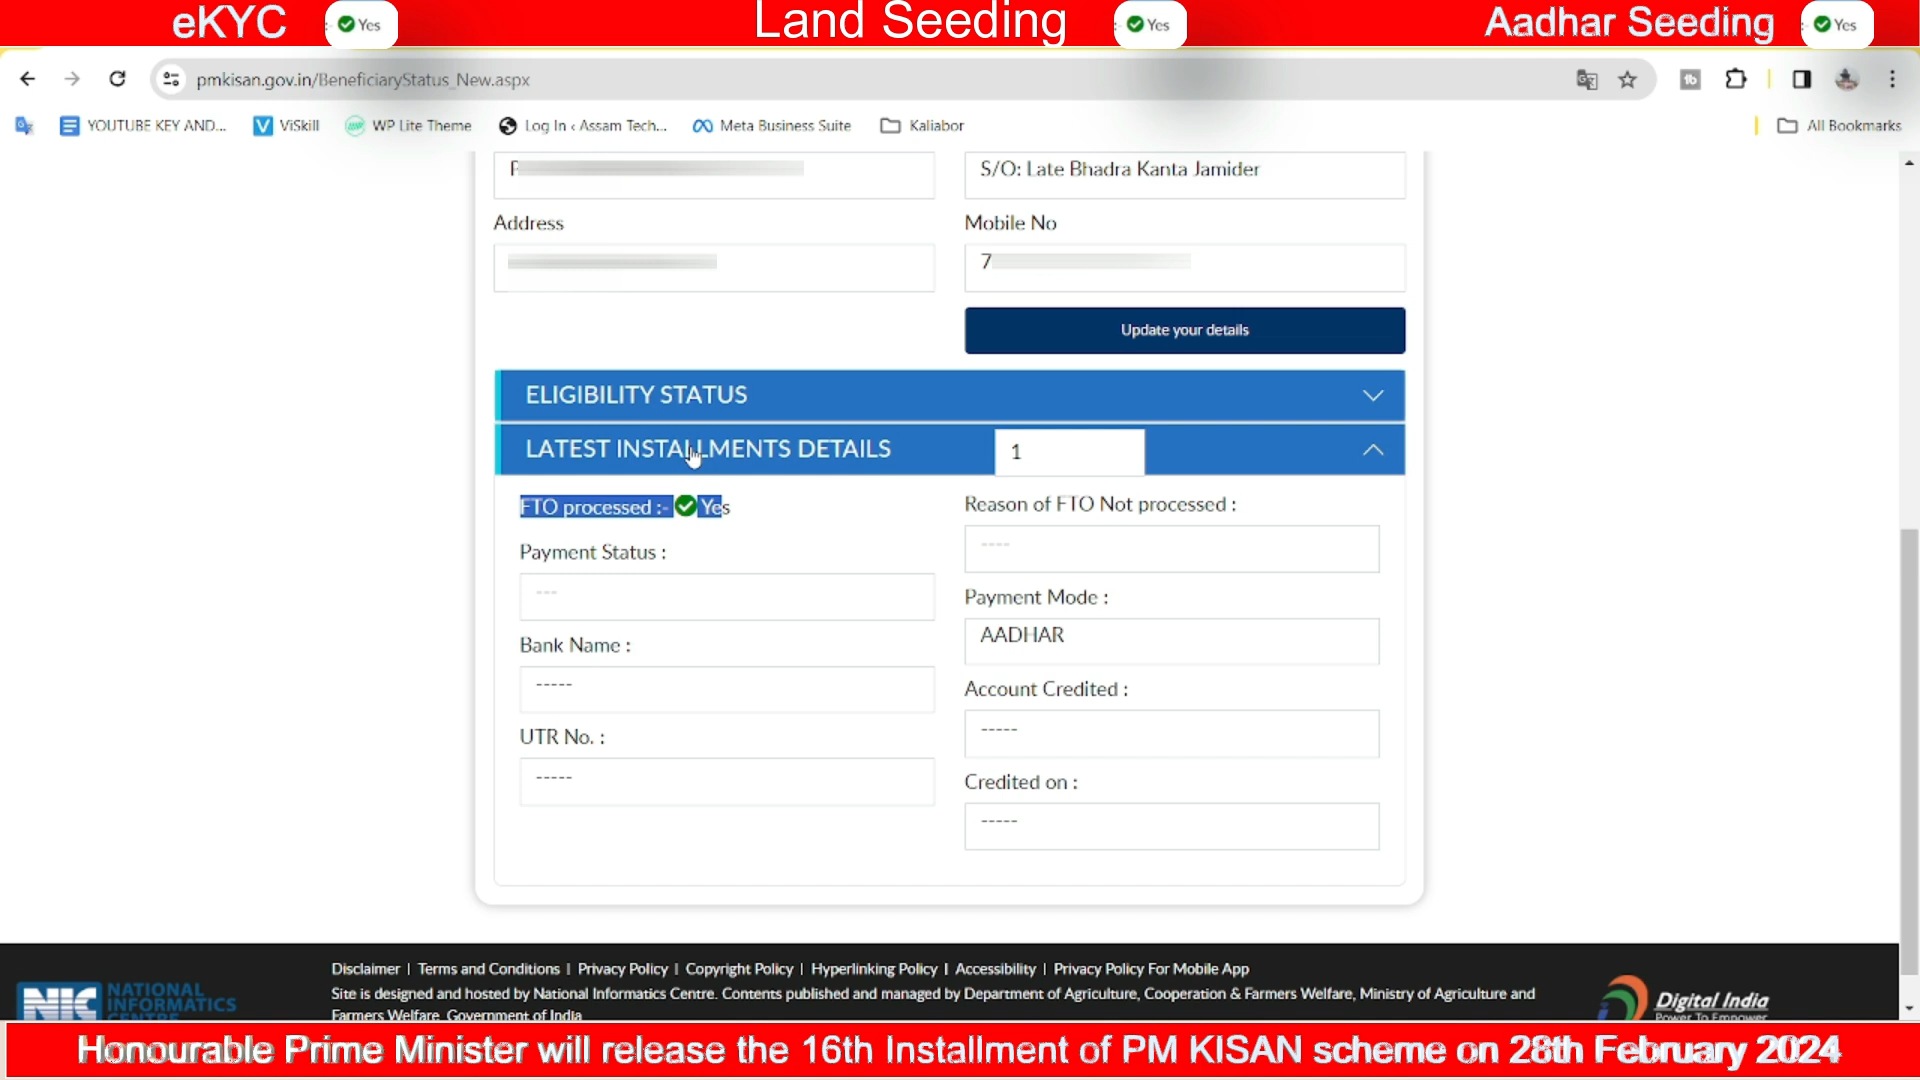 eKYC :- Yes Land Seeding :- Yes Aadhar Seeding : Yes
pmkisan.gov.in/BeneficiaryStatus_New.aspx
YOUTUBE KEY AND... ViSkill WP Lite Theme Log In ‹ Assam Tech... Meta Business Suite Kaliabor All Bookmarks
S/O: Late Bhadra Kanta Jamider
Address Mobile No
7
Update your details
ELIGIBILITY STATUS
LATEST INSTALLMENTS DETAILS 1
FTO processed :- Yes Reason of FTO Not processed :
----
Payment Status :
---
Payment Mode :
AADHAR
Bank Name :
-----
Account Credited :
-----
UTR No. :
-----
Credited on :
-----
Disclaimer | Terms and Conditions | Privacy Policy | Copyright Policy | Hyperlinking Policy | Accessibility | Privacy Policy For Mobile App
Site is designed and hosted by National Informatics Centre. Contents published and managed by Department of Agriculture, Cooperation & Farmers Welfare, Ministry of Agriculture and
Farmers Welfare, Government of India
NIC NATIONAL
INFORMATICS
CENTRE
Digital India
Power To Empower
Honourable Prime Minister will release the 16th Installment of PM KISAN scheme on 28th February 2024